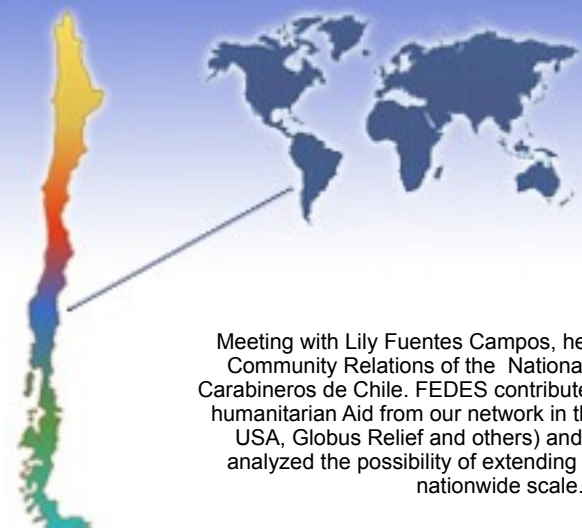 Meeting with Lily Fuentes Campos, he
Community Relations of the National
Carabineros de Chile. FEDES contribute
humanitarian Aid from our network in th
USA, Globus Relief and others) and
analyzed the possibility of extending
nationwide scale.